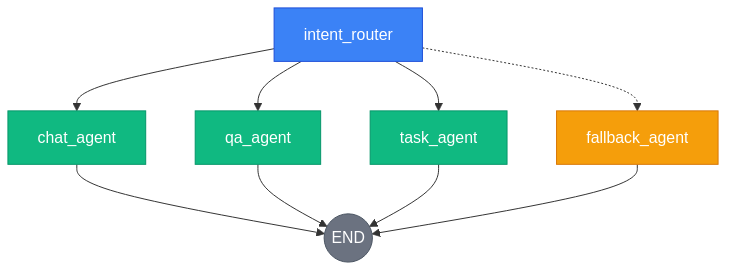 intent_router
chat_agent
qa_agent
task_agent
fallback_agent
END